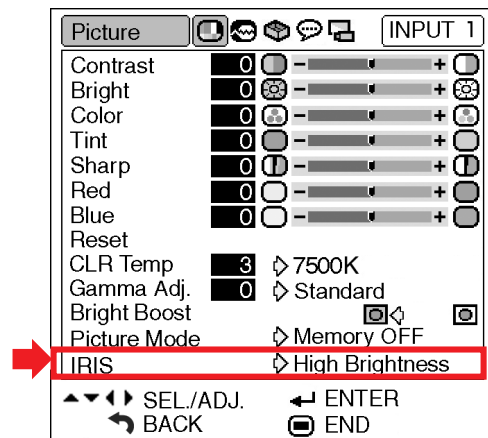 Picture INPUT 1
Contrast 0 - +
Bright 0 - +
Color 0 - +
Tint 0 - +
Sharp 0 - +
Red 0 - +
Blue 0 - +
Reset
CLR Temp 3 7500K
Gamma Adj. 0 Standard
Bright Boost
Picture Mode Memory OFF
IRIS High Brightness
SEL./ADJ. ENTER
BACK END